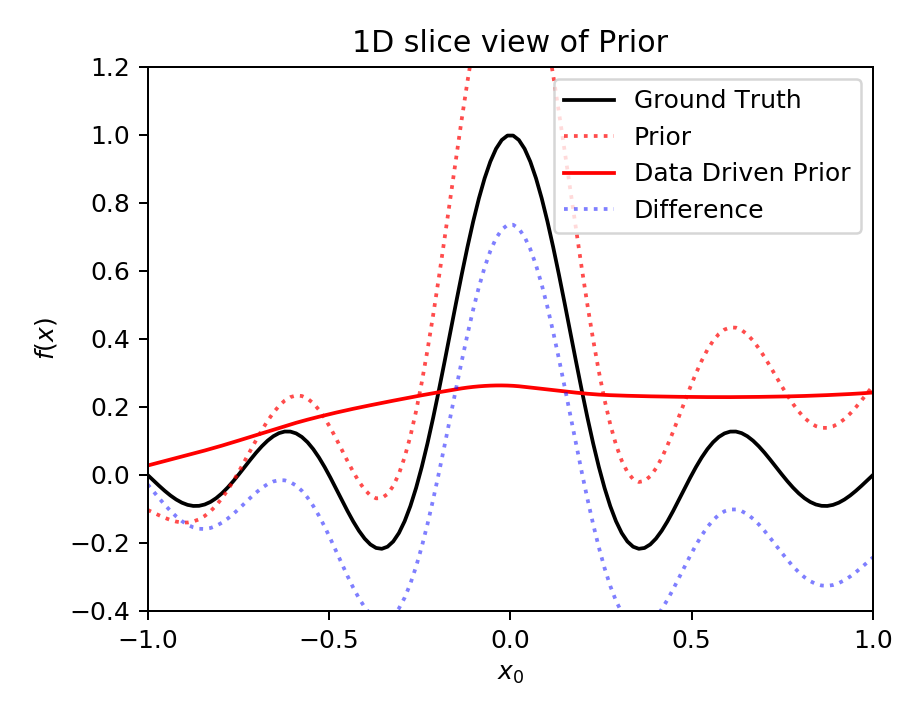 1D slice view of Prior
1.2
1.0
0.8
0.6
0.4
0.2
0.0
−0.2
−0.4
f(x)
Ground Truth
Prior
Data Driven Prior
Difference
−1.0 −0.5 0.0 0.5 1.0
x₀